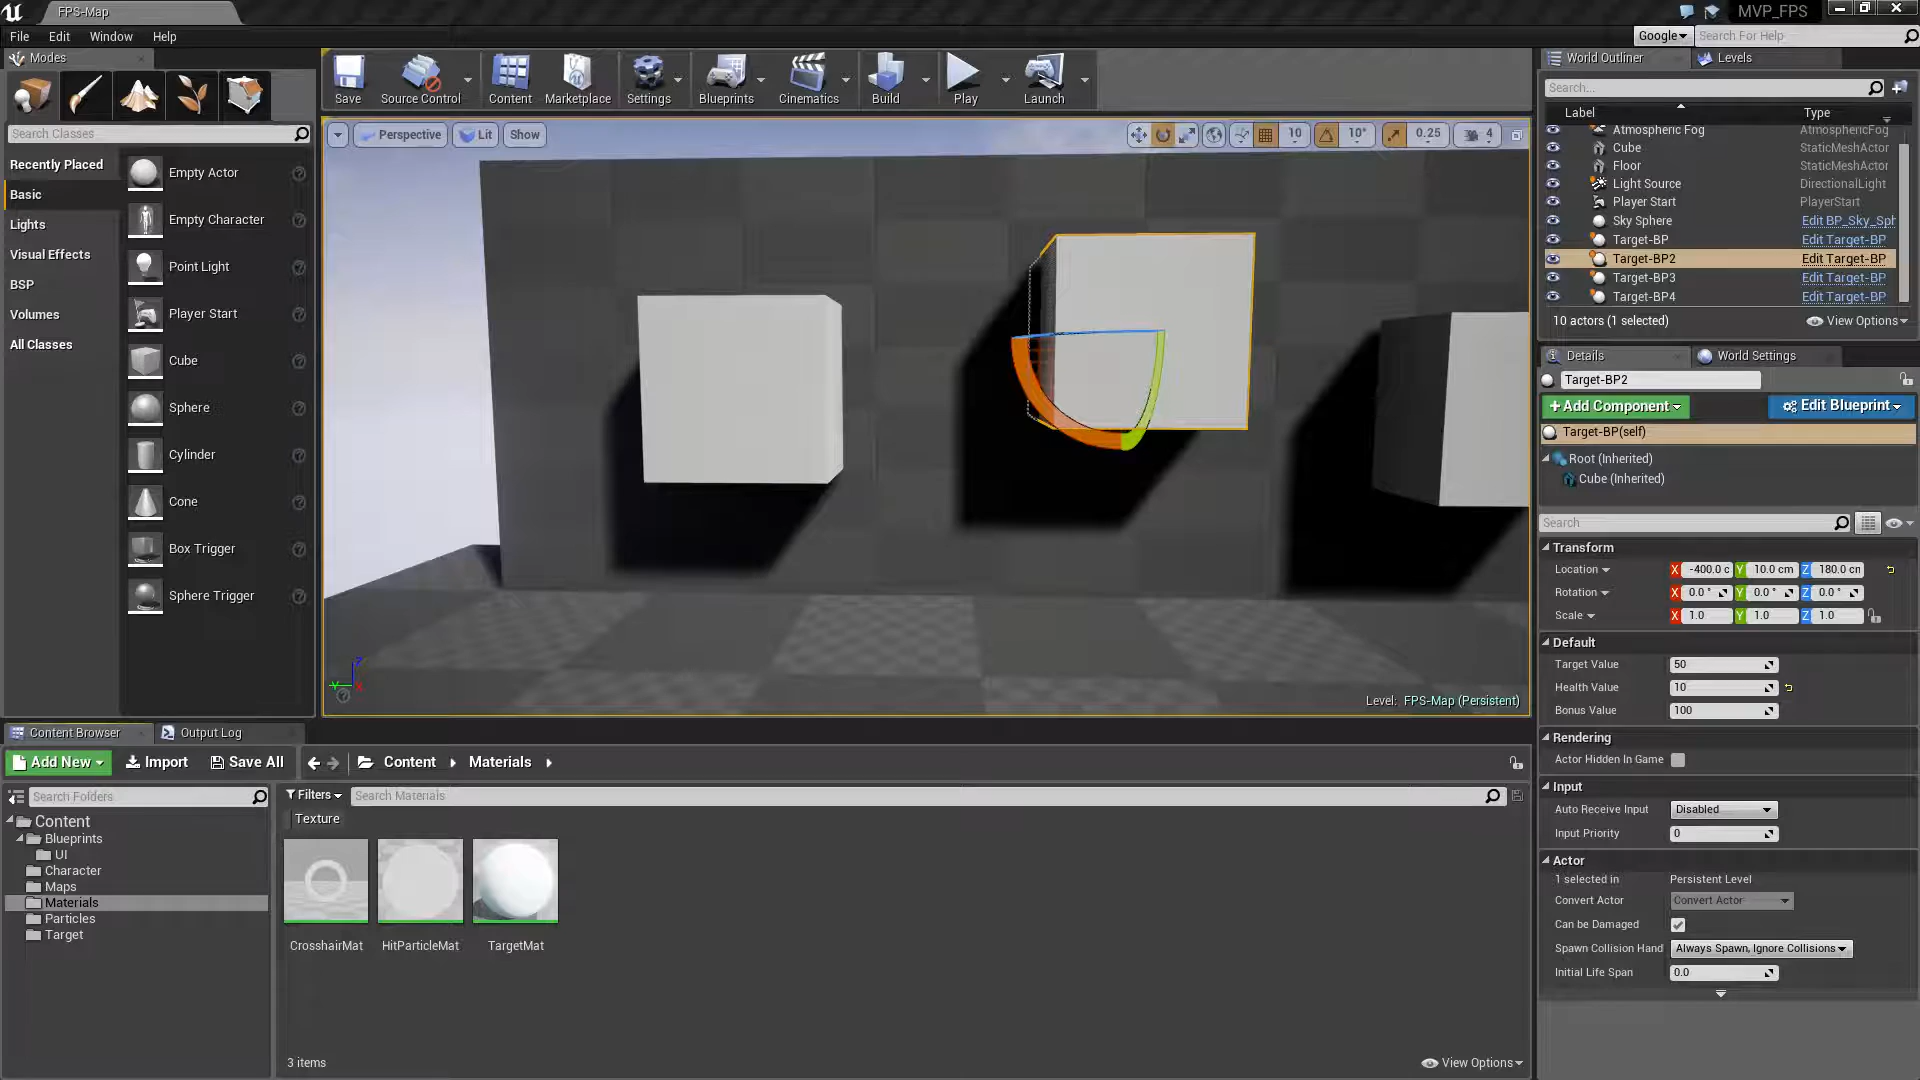 FPS-Map
MVP_FPS
File Edit Window Help
Google
Search For Help
Modes
Search Classes
Recently Placed
Basic
Lights
Visual Effects
BSP
Volumes
All Classes
Empty Actor
Empty Character
Point Light
Player Start
Cube
Sphere
Cylinder
Cone
Box Trigger
Sphere Trigger
Save
Source Control
Content
Marketplace
Settings
Blueprints
Cinematics
Build
Play
Launch
Perspective
Lit
Show
10
10°
0.25
4
Level: FPS-Map (Persistent)
World Outliner
Levels
Search...
Label Type
Atmospheric Fog AtmosphericFog
Cube StaticMeshActor
Floor StaticMeshActor
Light Source DirectionalLight
Player Start PlayerStart
Sky Sphere Edit BP_Sky_Sph
Target-BP Edit Target-BP
Target-BP2 Edit Target-BP
Target-BP3 Edit Target-BP
Target-BP4 Edit Target-BP
10 actors (1 selected) View Options
Details
World Settings
Target-BP2
+Add Component
Edit Blueprint
Target-BP(self)
Root (Inherited)
Cube (Inherited)
Search
Transform
Location X -400.0 c Y 10.0 cm Z 180.0 cm
Rotation X 0.0 ° Y 0.0 ° Z 0.0 °
Scale X 1.0 Y 1.0 Z 1.0
Default
Target Value 50
Health Value 10
Bonus Value 100
Rendering
Actor Hidden In Game
Input
Auto Receive Input Disabled
Input Priority 0
Actor
1 selected in Persistent Level
Convert Actor Convert Actor
Can be Damaged
Spawn Collision Hand Always Spawn, Ignore Collisions
Initial Life Span 0.0
Content Browser
Output Log
Add New Import Save All
Content Materials
Search Folders
Content
Blueprints
UI
Character
Maps
Materials
Particles
Target
Filters
Search Materials
Texture
CrosshairMat
HitParticleMat
TargetMat
3 items
View Options